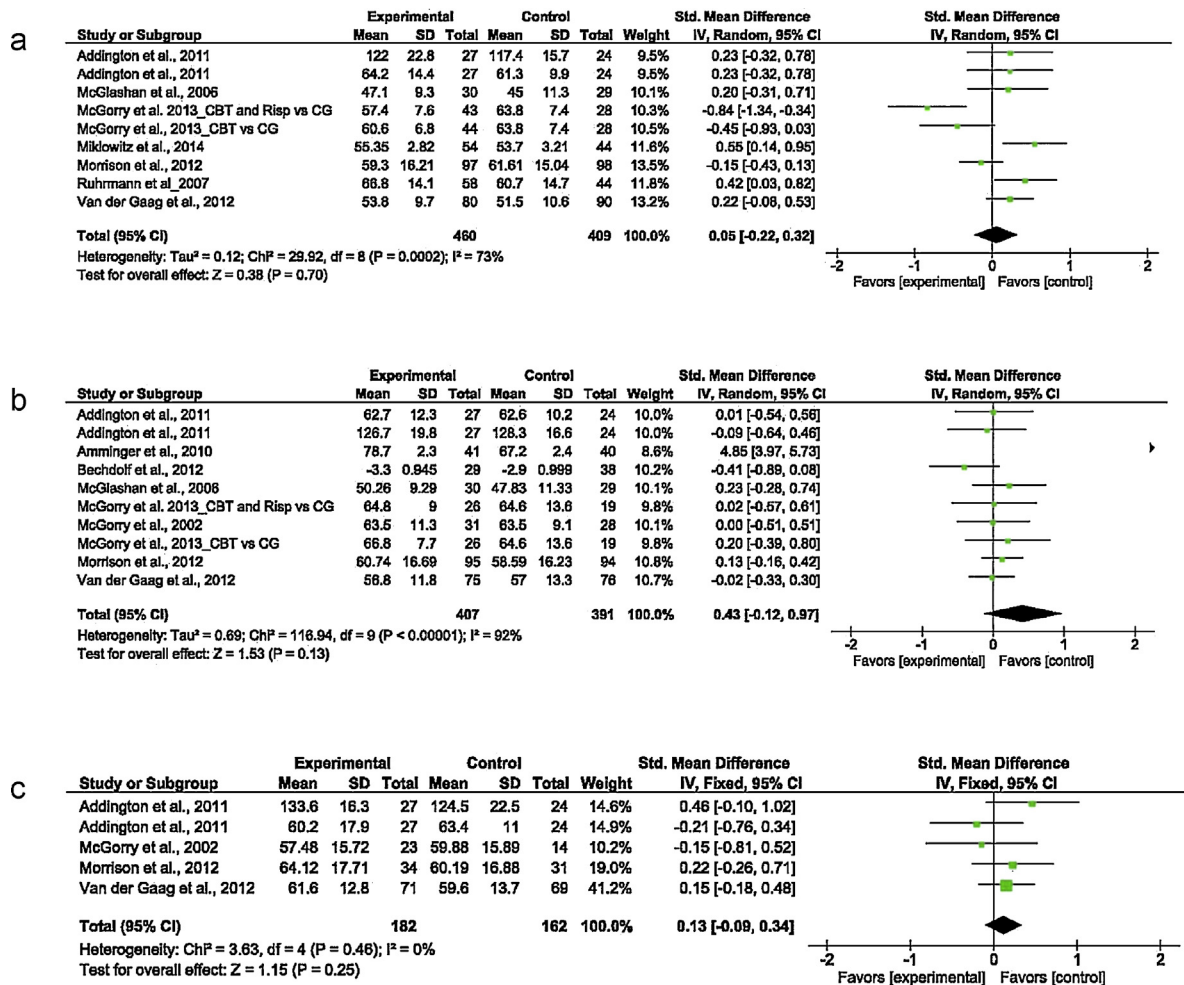 a
Experimental Control Std. Mean Difference Std. Mean Difference
Study or Subgroup Mean SD Total Mean SD Total Weight IV, Random, 95% CI IV, Random, 95% CI
Addington et al., 2011 122 22.8 27 117.4 15.7 24 9.5% 0.23 [-0.32, 0.78]
Addington et al., 2011 64.2 14.4 27 61.3 9.9 24 9.5% 0.23 [-0.32, 0.78]
McGlashan et al., 2006 47.1 9.3 30 45 11.3 29 10.1% 0.20 [-0.31, 0.71]
McGorry et al. 2013_CBT and Risp vs CG 57.4 7.6 43 63.8 7.4 28 10.3% -0.84 [-1.34, -0.34]
McGorry et al., 2013_CBT vs CG 60.6 6.8 44 63.8 7.4 28 10.5% -0.45 [-0.93, 0.03]
Miklowitz et al., 2014 55.35 2.82 54 53.7 3.21 44 11.6% 0.55 [0.14, 0.95]
Morrison et al., 2012 59.3 16.21 97 61.61 15.04 98 13.5% -0.15 [-0.43, 0.13]
Ruhrmann et al_2007 66.8 14.1 58 60.7 14.7 44 11.8% 0.42 [0.03, 0.82]
Van der Gaag et al., 2012 53.8 9.7 80 51.5 10.6 90 13.2% 0.22 [-0.08, 0.53]
Total (95% CI) 460 409 100.0% 0.05 [-0.22, 0.32]
Heterogeneity: Tau² = 0.12; Chi² = 29.92, df = 8 (P = 0.0002); I² = 73%
Test for overall effect: Z = 0.38 (P = 0.70)
-2 -1 0 1 2
Favors [experimental] Favors [control]
b
Experimental Control Std. Mean Difference Std. Mean Difference
Study or Subgroup Mean SD Total Mean SD Total Weight IV, Random, 95% CI IV, Random, 95% CI
Addington et al., 2011 62.7 12.3 27 62.6 10.2 24 10.0% 0.01 [-0.54, 0.56]
Addington et al., 2011 126.7 19.8 27 128.3 16.6 24 10.0% -0.09 [-0.64, 0.46]
Amminger et al., 2010 78.7 2.3 41 67.2 2.4 40 8.6% 4.85 [3.97, 5.73]
Bechdolf et al., 2012 -3.3 0.945 29 -2.9 0.999 38 10.2% -0.41 [-0.89, 0.08]
McGlashan et al., 2006 50.26 9.29 30 47.83 11.33 29 10.1% 0.23 [-0.28, 0.74]
McGorry et al. 2013_CBT and Risp vs CG 64.8 9 26 64.6 13.6 19 9.8% 0.02 [-0.57, 0.61]
McGorry et al., 2002 63.5 11.3 31 63.5 9.1 28 10.1% 0.00 [-0.51, 0.51]
McGorry et al., 2013_CBT vs CG 66.8 7.7 26 64.6 13.6 19 9.8% 0.20 [-0.39, 0.80]
Morrison et al., 2012 60.74 16.69 95 58.59 16.23 94 10.8% 0.13 [-0.16, 0.42]
Van der Gaag et al., 2012 56.8 11.8 75 57 13.3 76 10.7% -0.02 [-0.33, 0.30]
Total (95% CI) 407 391 100.0% 0.43 [-0.12, 0.97]
Heterogeneity: Tau² = 0.69; Chi² = 116.94, df = 9 (P < 0.00001); I² = 92%
Test for overall effect: Z = 1.53 (P = 0.13)
-2 -1 0 1 2
Favors [experimental] Favors [control]
c
Experimental Control Std. Mean Difference Std. Mean Difference
Study or Subgroup Mean SD Total Mean SD Total Weight IV, Fixed, 95% CI IV, Fixed, 95% CI
Addington et al., 2011 133.6 16.3 27 124.5 22.5 24 14.6% 0.46 [-0.10, 1.02]
Addington et al., 2011 60.2 17.9 27 63.4 11 24 14.9% -0.21 [-0.76, 0.34]
McGorry et al., 2002 57.48 15.72 23 59.88 15.89 14 10.2% -0.15 [-0.81, 0.52]
Morrison et al., 2012 64.12 17.71 34 60.19 16.88 31 19.0% 0.22 [-0.26, 0.71]
Van der Gaag et al., 2012 61.6 12.8 71 59.6 13.7 69 41.2% 0.15 [-0.18, 0.48]
Total (95% CI) 182 162 100.0% 0.13 [-0.09, 0.34]
Heterogeneity: Chi² = 3.63, df = 4 (P = 0.46); I² = 0%
Test for overall effect: Z = 1.15 (P = 0.25)
-4 -2 0 2 4
Favors [experimental] Favors [control]